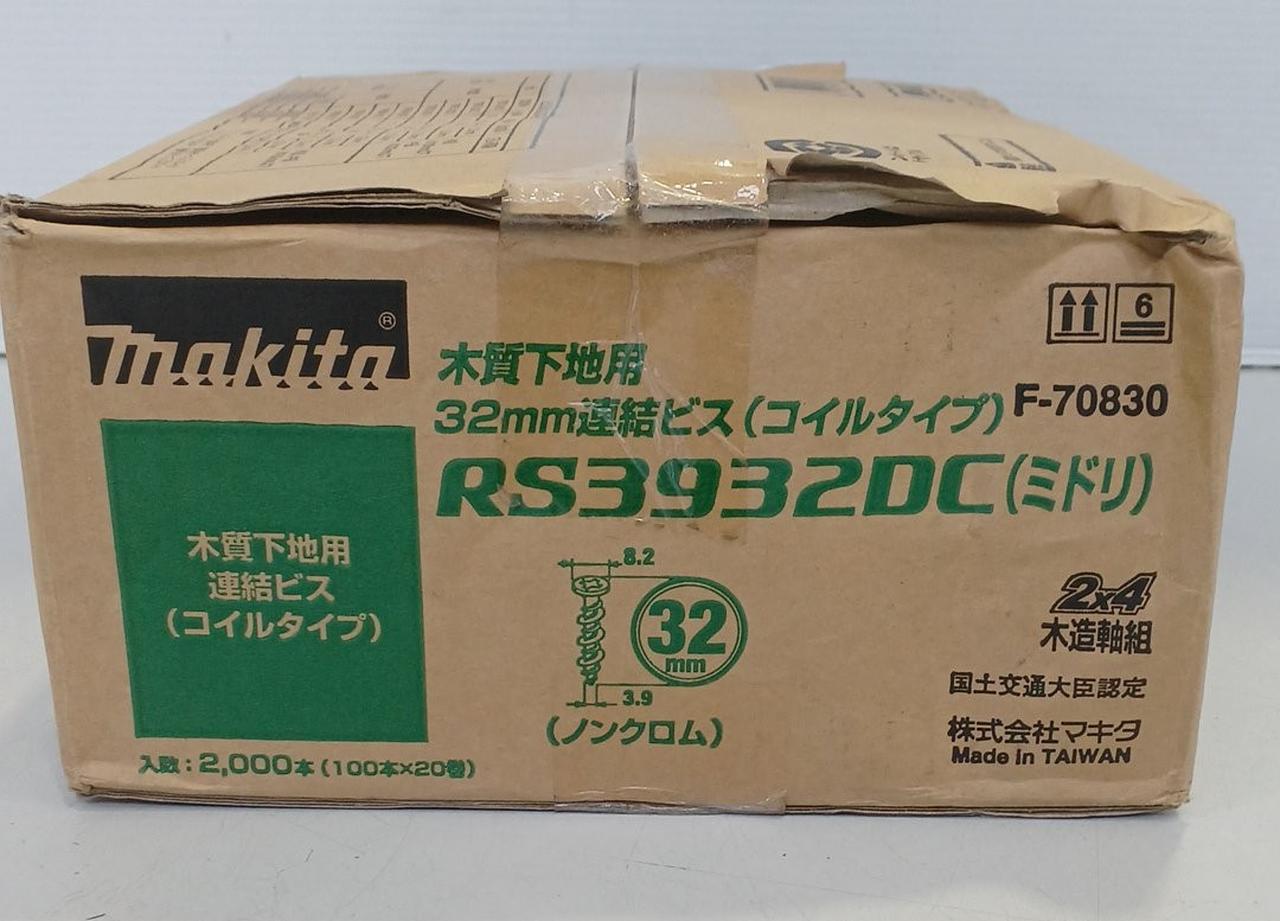 makita®
木質下地用
32mm連結ビス(コイルタイプ)
F-70830
RS3932DC(ミドリ)
6
木質下地用
連結ビス
(コイルタイプ)
8.2
32
mm
3.9
(ノンクロム)
2x4
木造軸組
国土交通大臣認定
株式会社マキタ
Made in TAIWAN
入数:2,000本(100本×20巻)